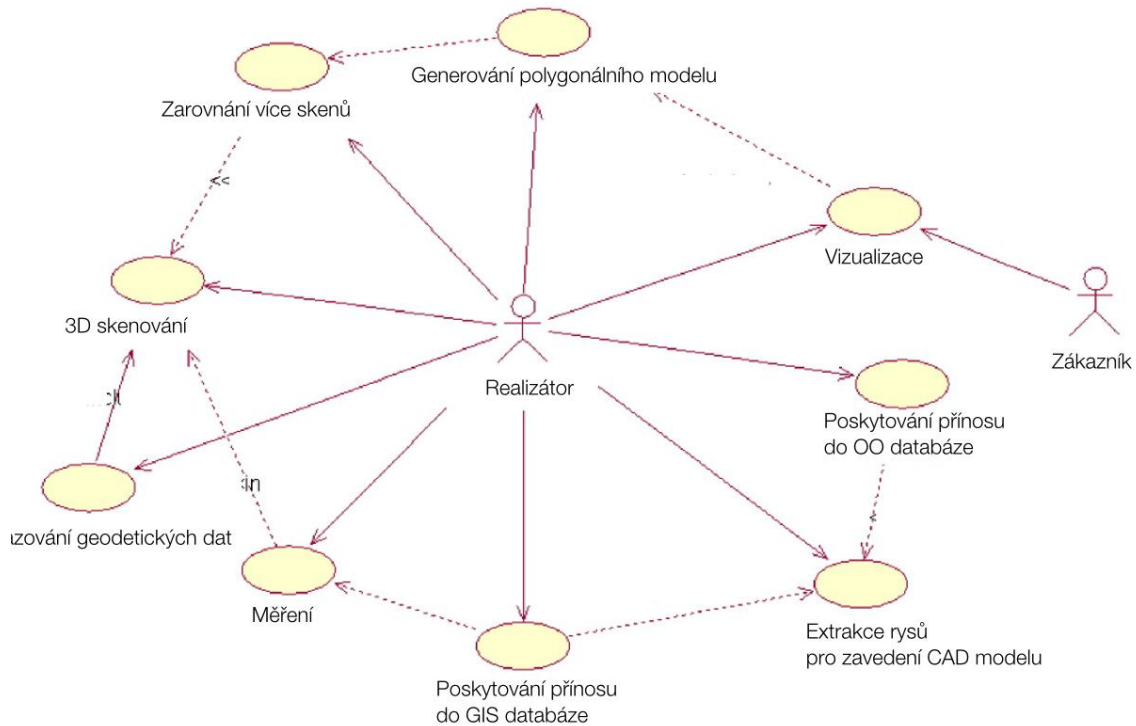 Generování polygonálního modelu
Zarovnání více skenů
<<
Vizualizace
3D skenování
Zákazník
Realizátor
Poskytování přínosu
do OO databáze
geodetických dat
Měření
Extrakce rysů
pro zavedení CAD modelu
Poskytování přínosu
do GIS databáze